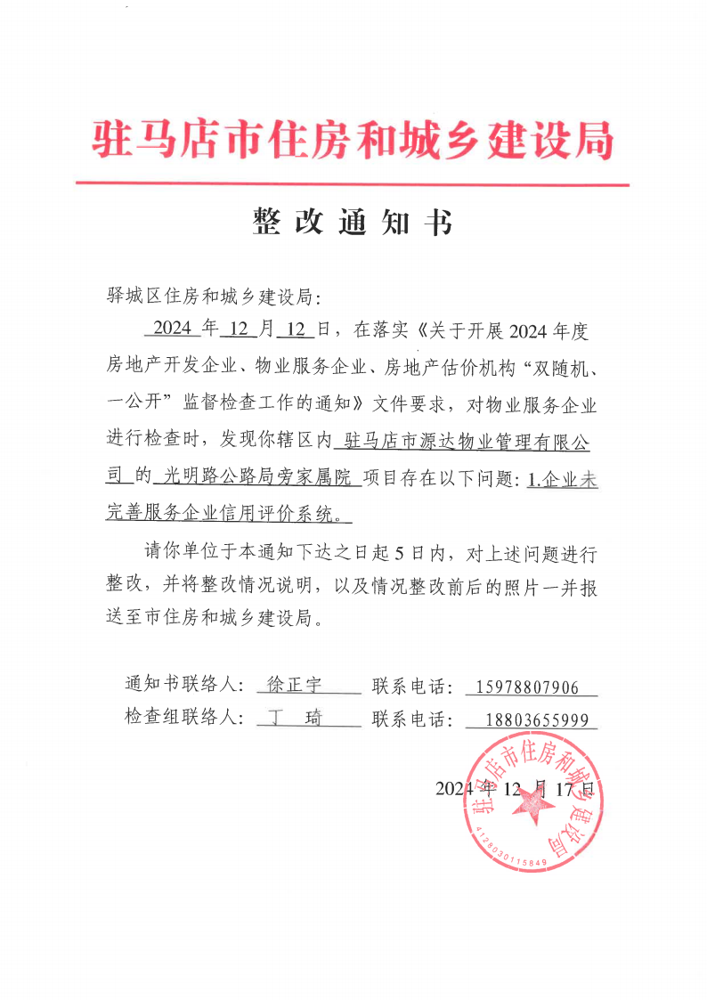 驻马店市住房和城乡建设局
整改通知书
驿城区住房和城乡建设局：
2024 年 12 月 12 日，在落实《关于开展 2024 年度
房地产开发企业、物业服务企业、房地产估价机构“双随机、
一公开”监督检查工作的通知》文件要求，对物业服务企业
进行检查时，发现你辖区内 驻马店市源达物业管理有限公
司 的 光明路公路局旁家属院 项目存在以下问题：1.企业未
完善服务企业信用评价系统。
请你单位于本通知下达之日起 5 日内，对上述问题进行
整改，并将整改情况说明，以及情况整改前后的照片一并报
送至市住房和城乡建设局。
通知书联络人： 徐正宇 联系电话： 15978807906
检查组联络人： 丁 琦 联系电话： 18803655999
2024 年 12 月 17 日
驻马店市住房和城乡建设局
4128030115849